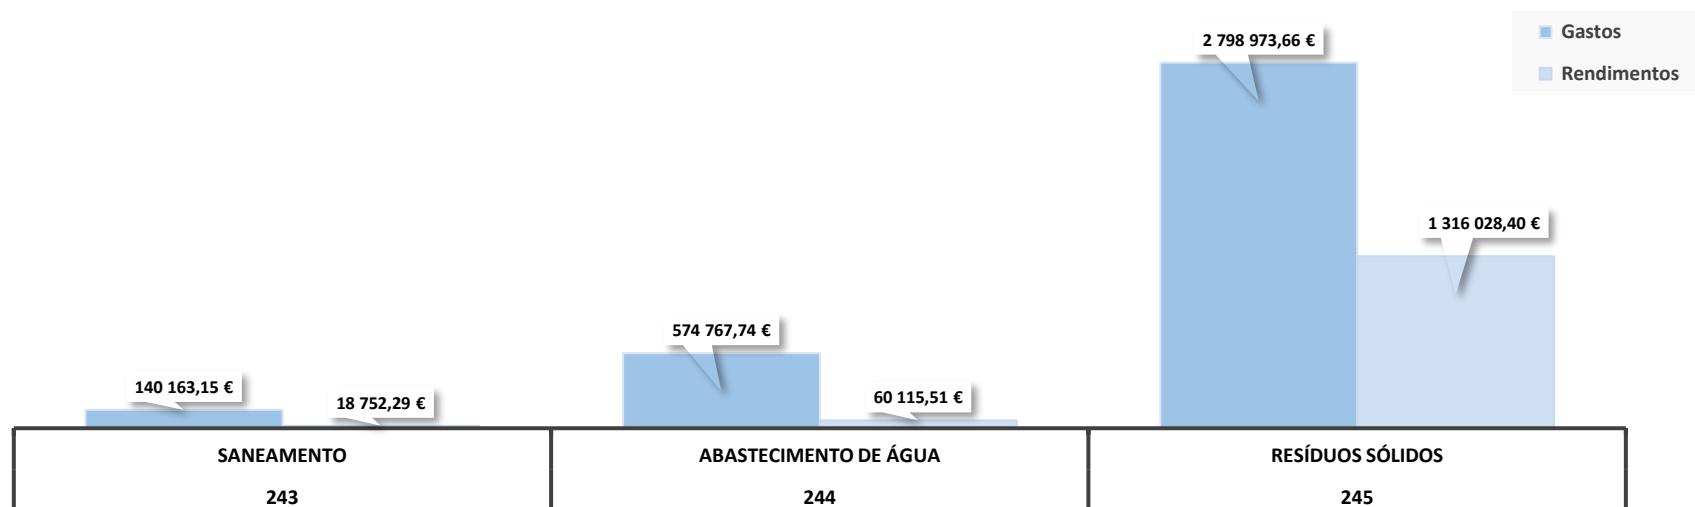 2 798 973,66 €
Gastos
Rendimentos
1 316 028,40 €
574 767,74 €
140 163,15 €
18 752,29 €
60 115,51 €
SANEAMENTO
ABASTECIMENTO DE ÁGUA
RESÍDUOS SÓLIDOS
243
244
245